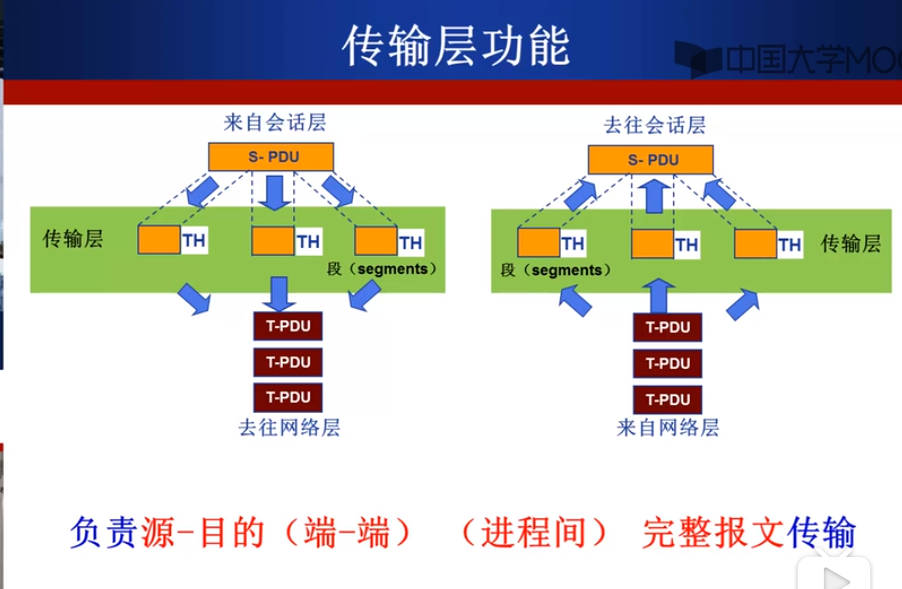 传输层功能
中国大学MO
来自会话层
S- PDU
传输层
TH
TH
TH
段（segments）
T-PDU
T-PDU
T-PDU
去往网络层
去往会话层
S- PDU
TH
TH
TH
传输层
段（segments）
T-PDU
T-PDU
T-PDU
来自网络层
负责源-目的（端-端）（进程间） 完整报文传输